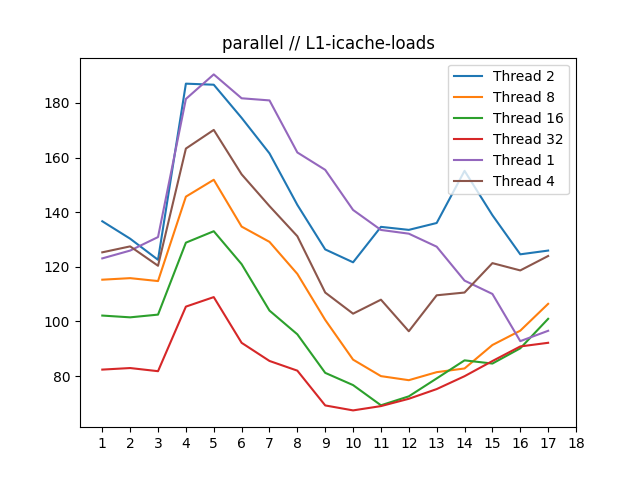 parallel // L1-icache-loads
Thread 2
Thread 8
Thread 16
Thread 32
Thread 1
Thread 4
180
160
140
120
100
80
1 2 3 4 5 6 7 8 9 10 11 12 13 14 15 16 17 18